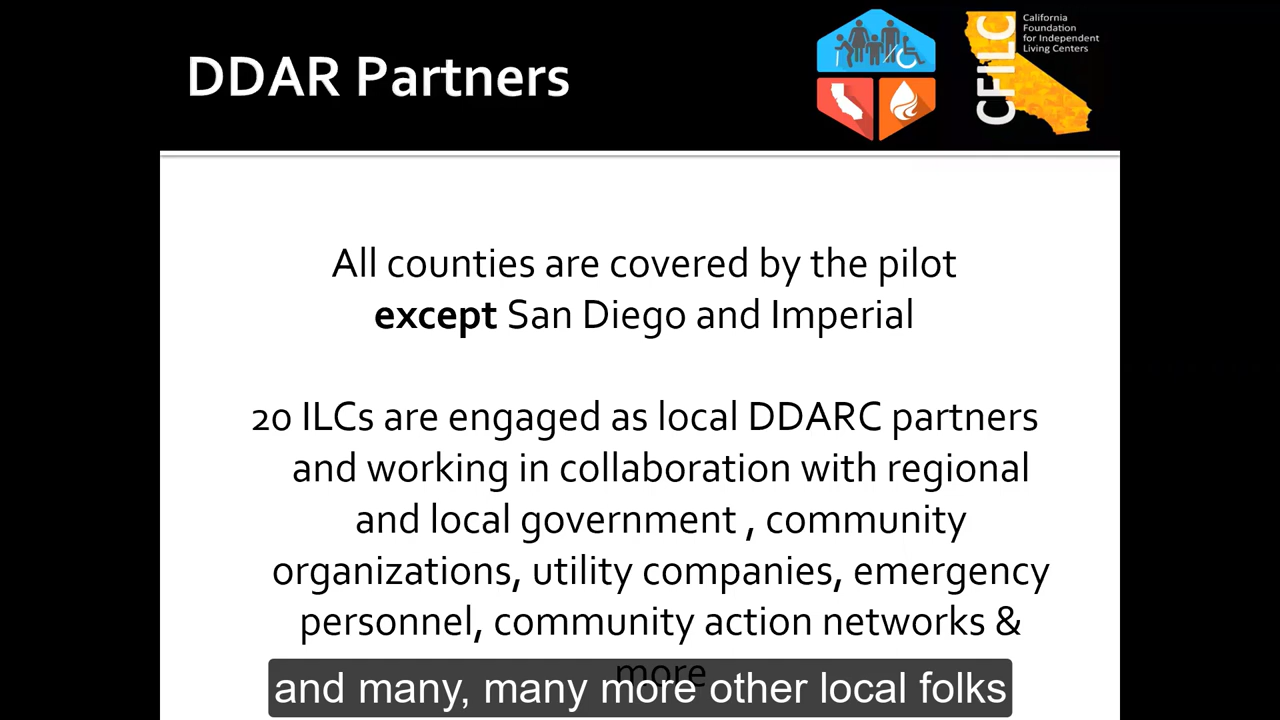 DDAR Partners
CFILC
California
Foundation
for Independent
Living Centers
All counties are covered by the pilot
except San Diego and Imperial
20 ILCs are engaged as local DDARC partners
and working in collaboration with regional
and local government , community
organizations, utility companies, emergency
personnel, community action networks &
more
and many, many more other local folks